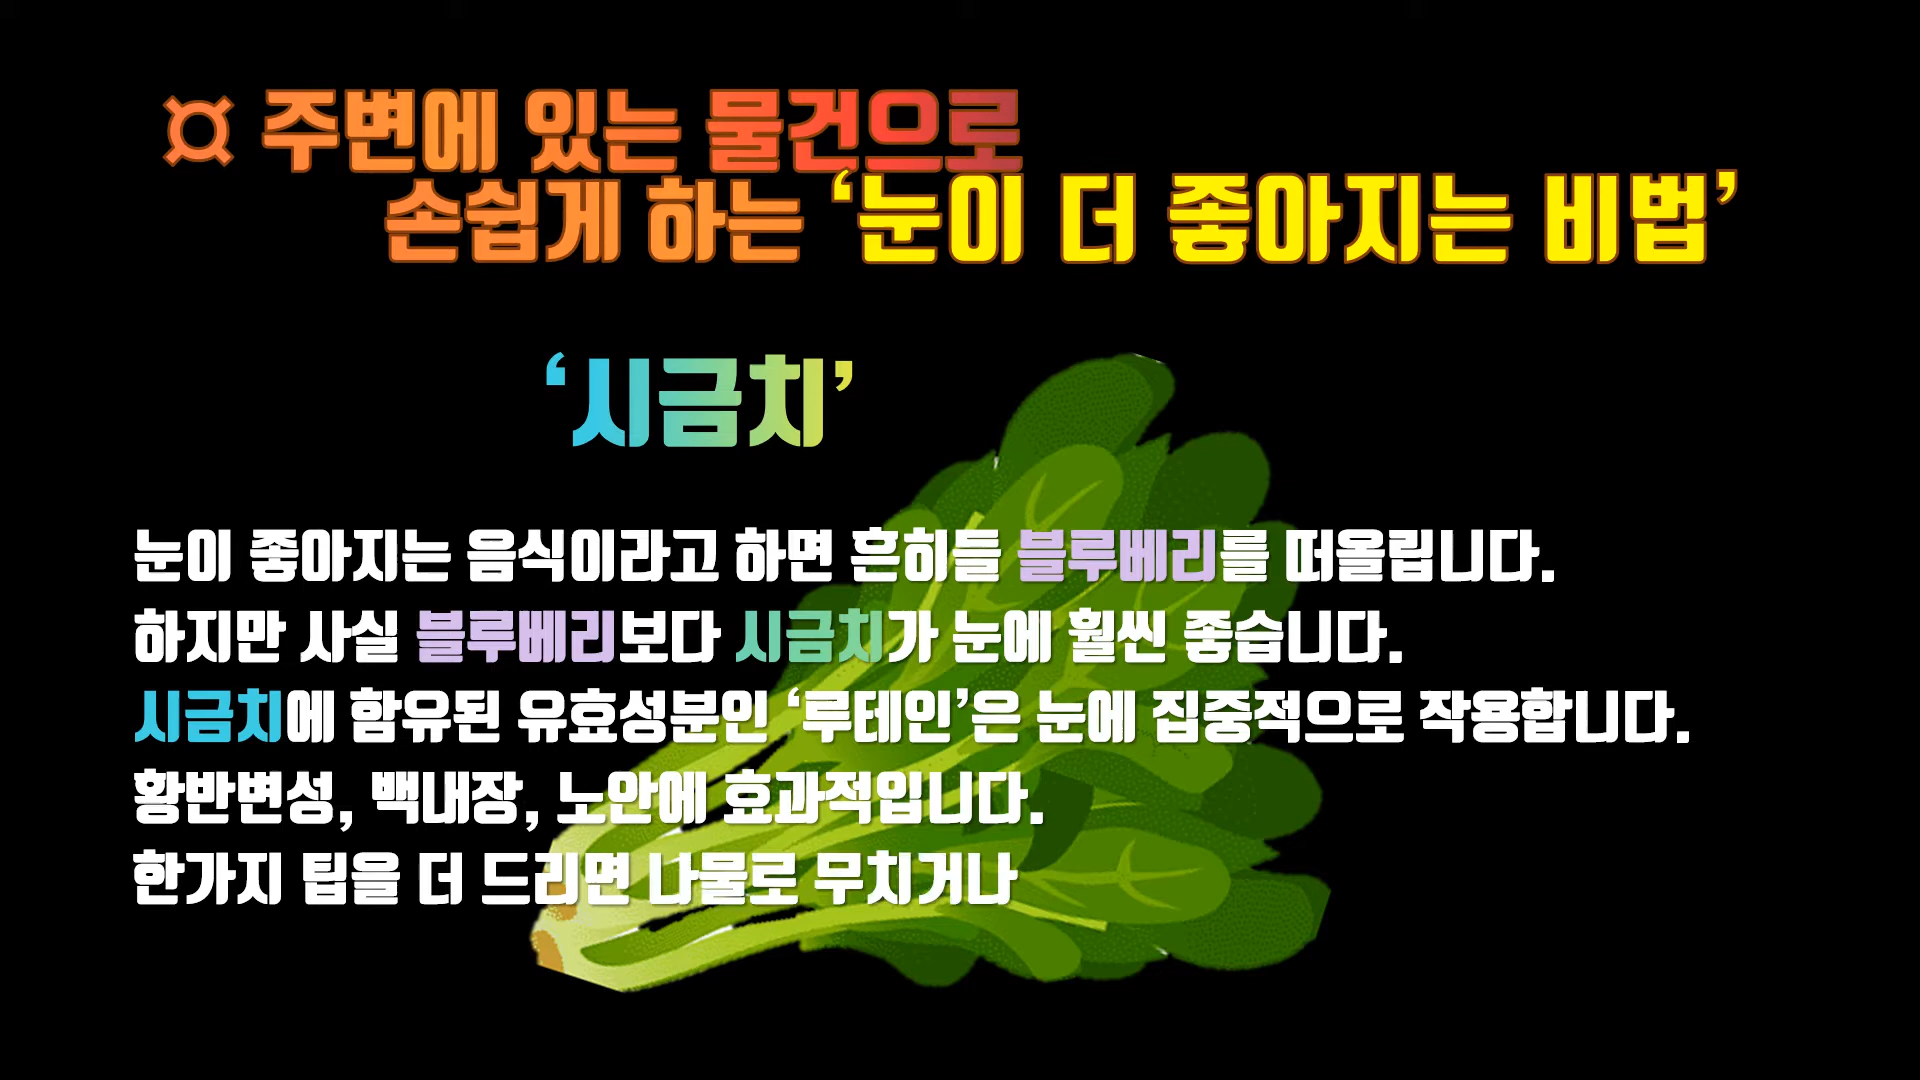 ¤ 주변에 있는 물건으로
손쉽게 하는 ‘눈이 더 좋아지는 비법’
‘시금치’
눈이 좋아지는 음식이라고 하면 흔히들 블루베리를 떠올립니다.
하지만 사실 블루베리보다 시금치가 눈에 훨씬 좋습니다.
시금치에 함유된 유효성분인 ‘루테인’은 눈에 집중적으로 작용합니다.
황반변성, 백내장, 노안에 효과적입니다.
한가지 팁을 더 드리면 나물로 무치거나